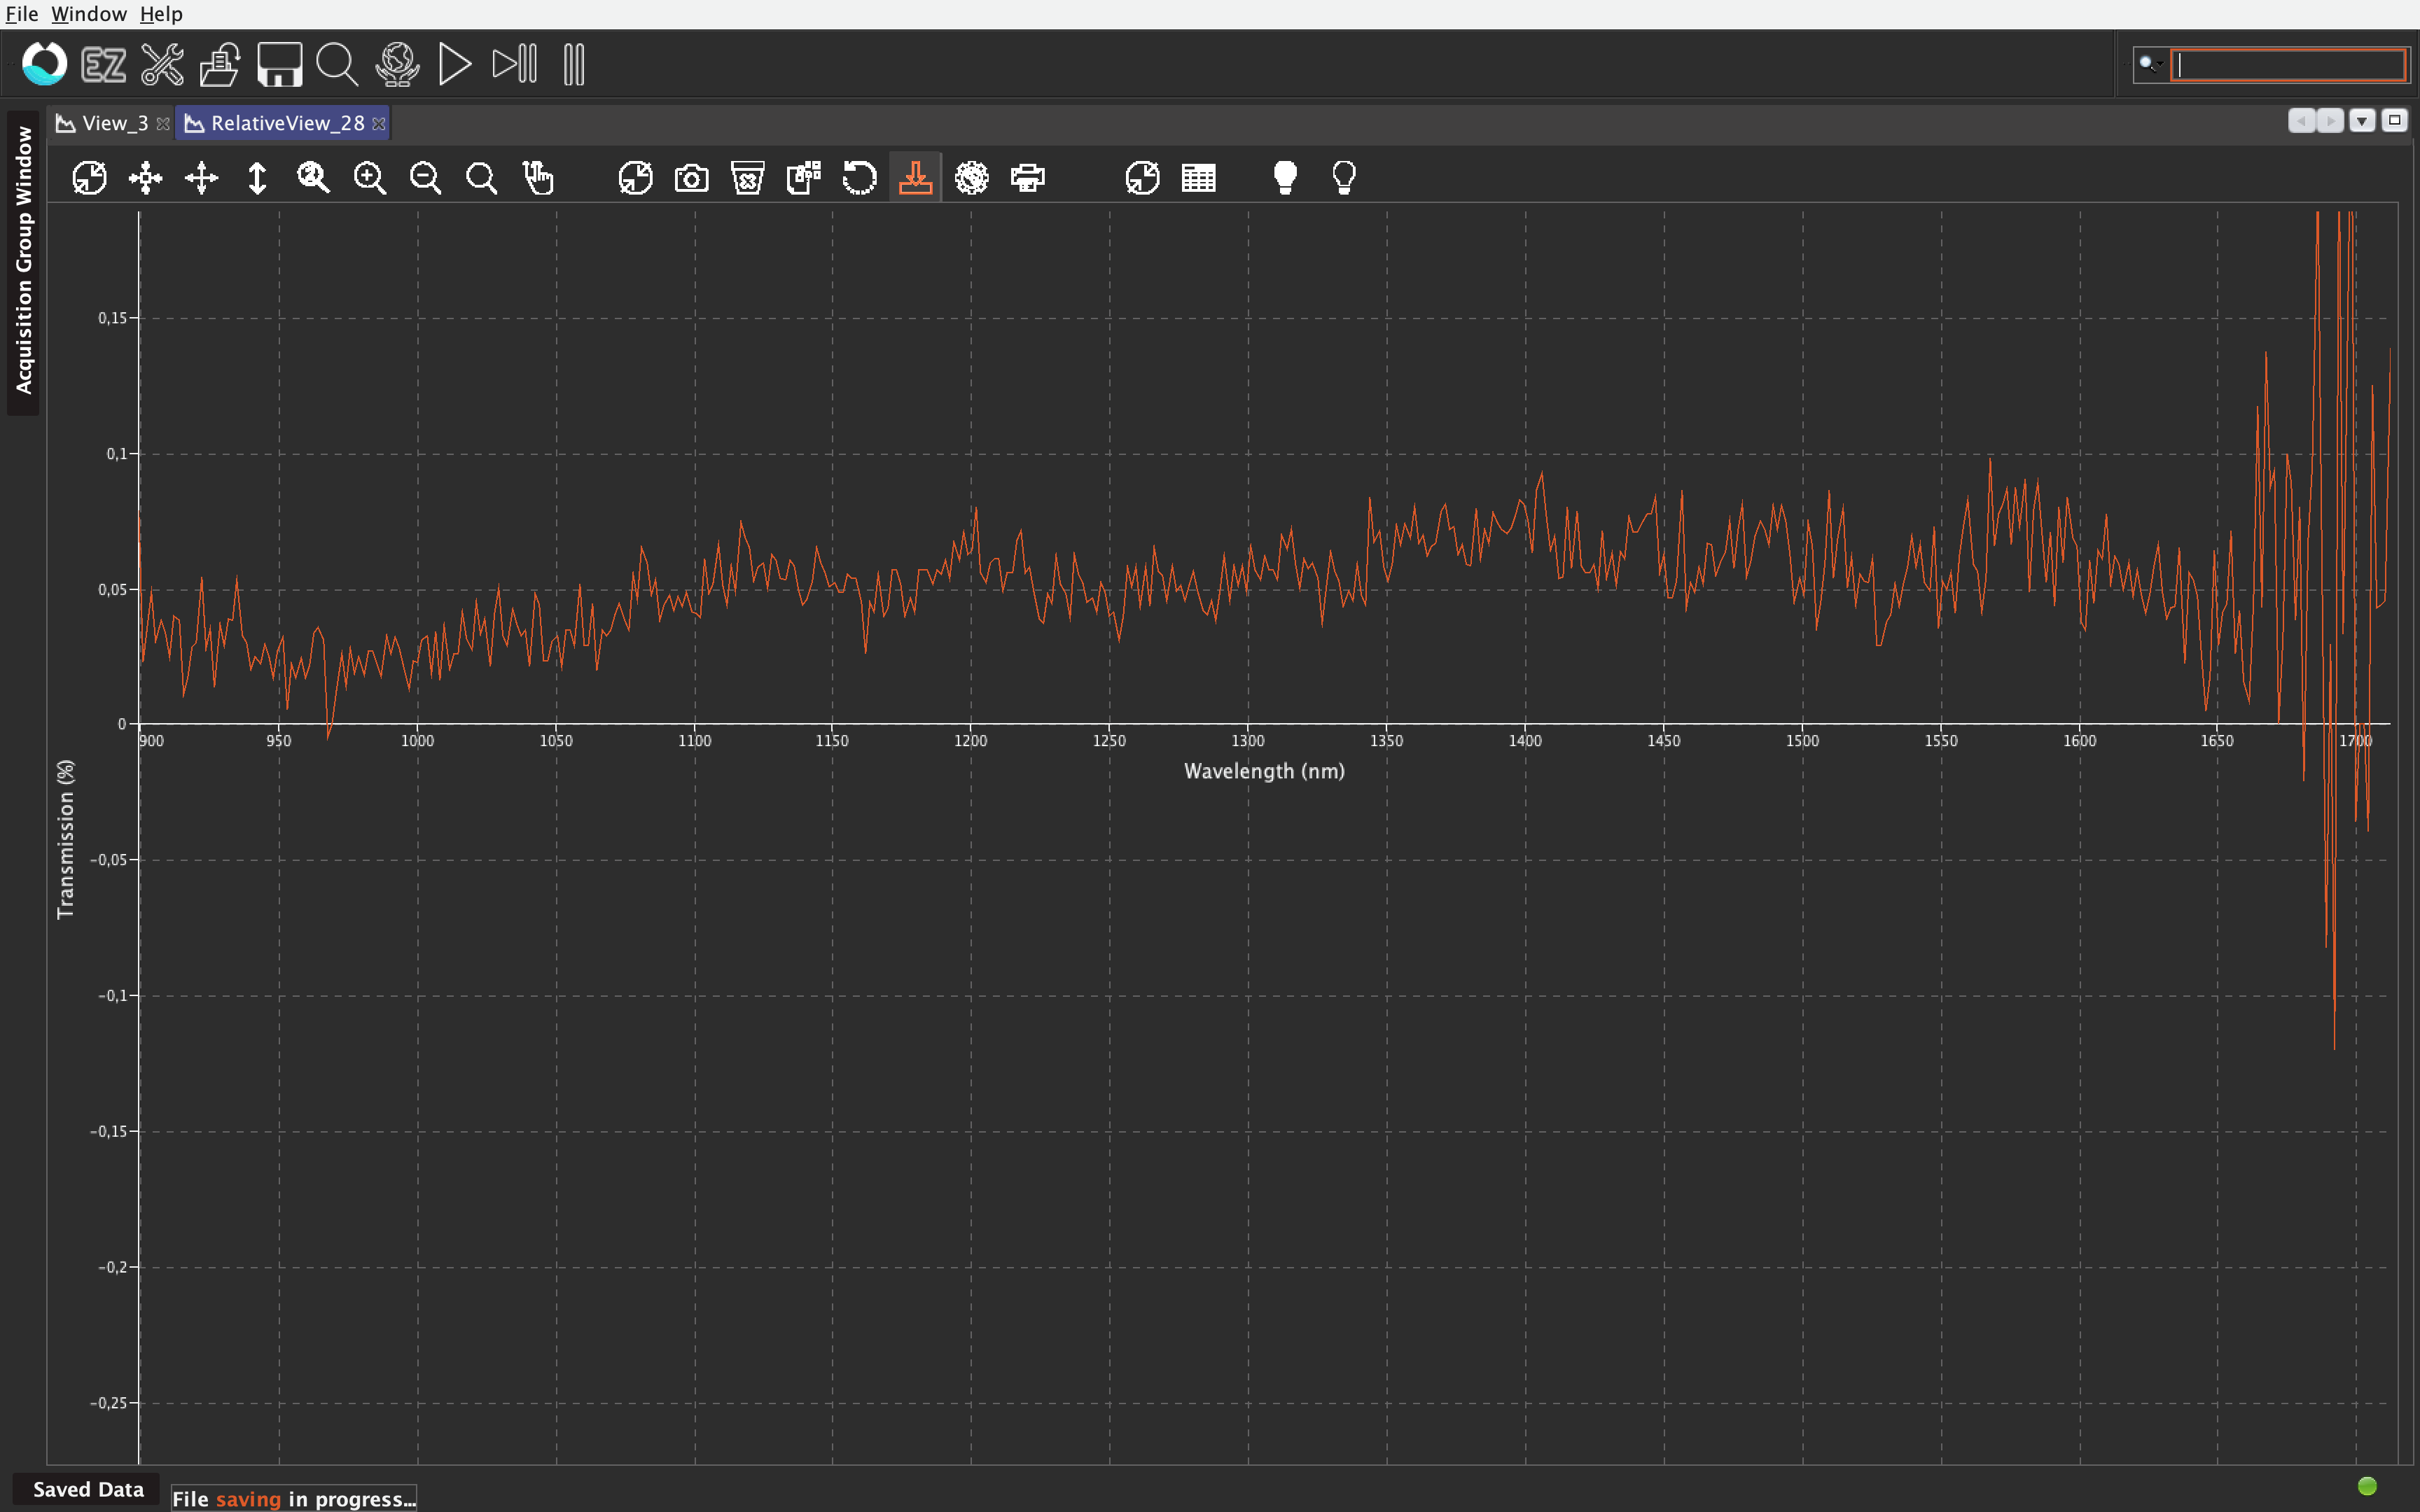 File Window Help
EZ
View_3 RelativeView_28
Acquisition Group Window
0,15
0,1
0,05
0
900 950 1000 1050 1100 1150 1200 1250 1300 1350 1400 1450 1500 1550 1600 1650 1700
Wavelength (nm)
Transmission (%)
-0,05
-0,1
-0,15
-0,2
-0,25
Saved Data
File saving in progress...